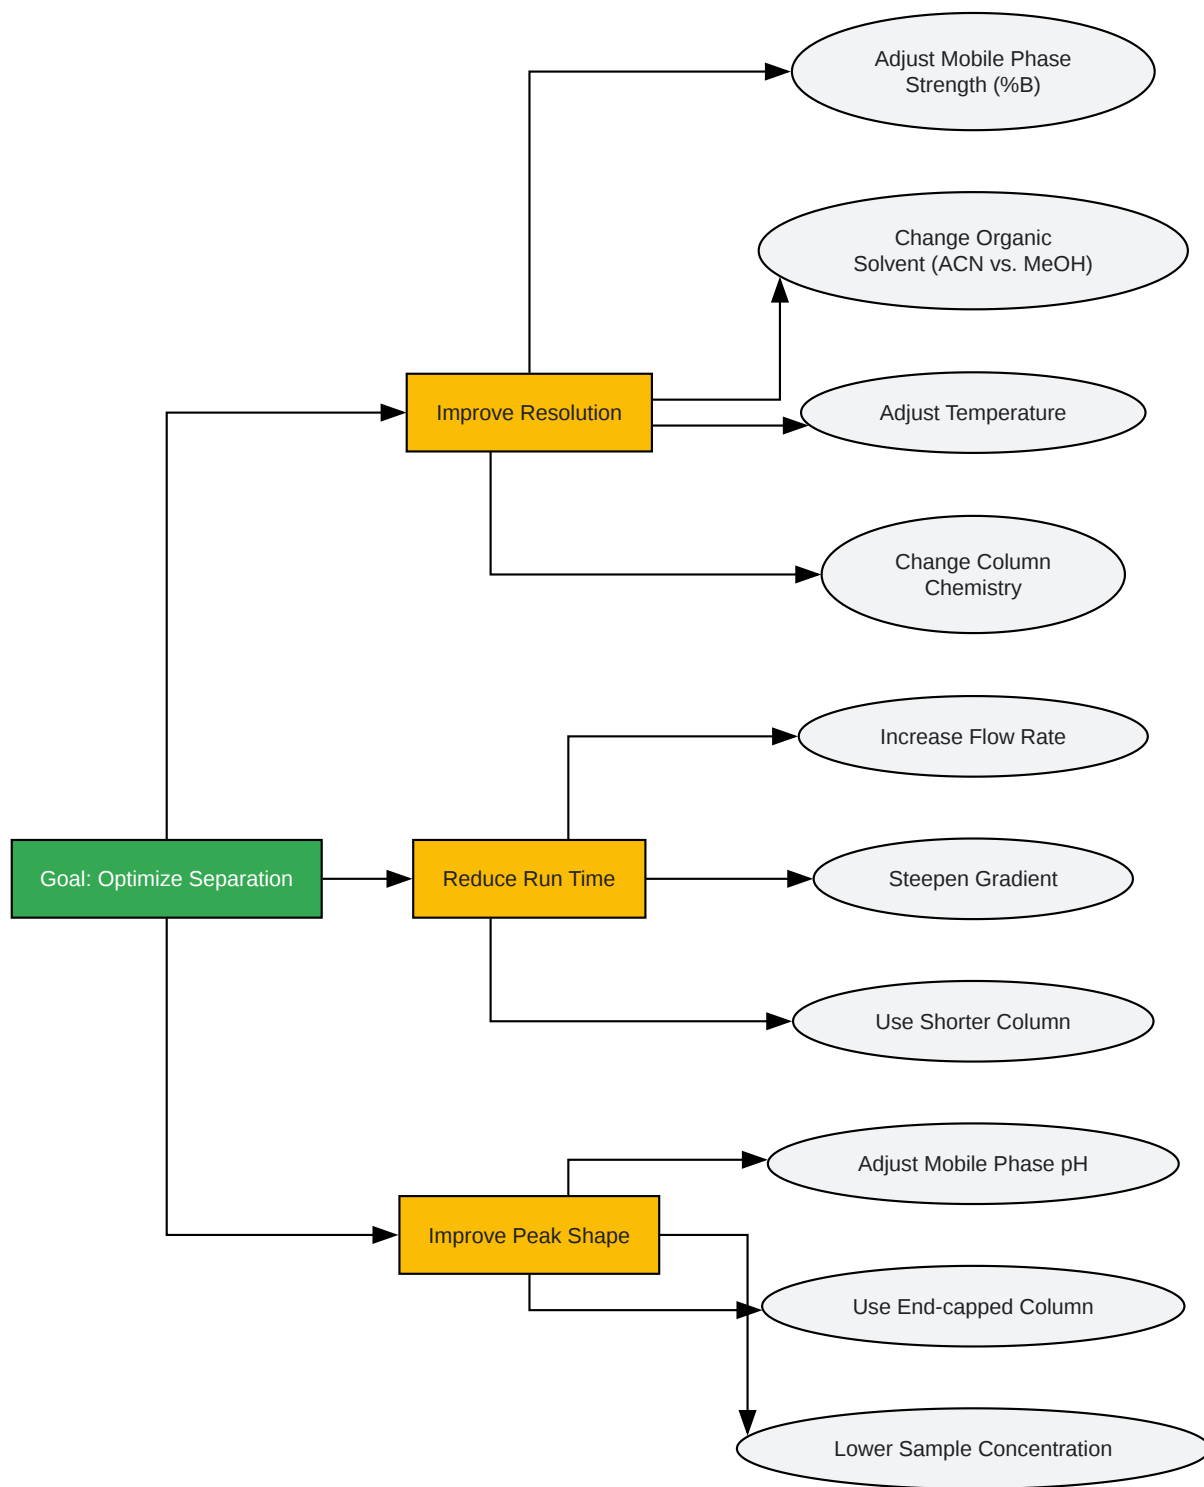 Adjust Mobile Phase
Strength (%B)
Change Organic
Solvent (ACN vs. MeOH)
Improve Resolution
Adjust Temperature
Change Column
Chemistry
Increase Flow Rate
Goal: Optimize Separation
Reduce Run Time
Steepen Gradient
Use Shorter Column
Adjust Mobile Phase pH
Improve Peak Shape
Use End-capped Column
Lower Sample Concentration